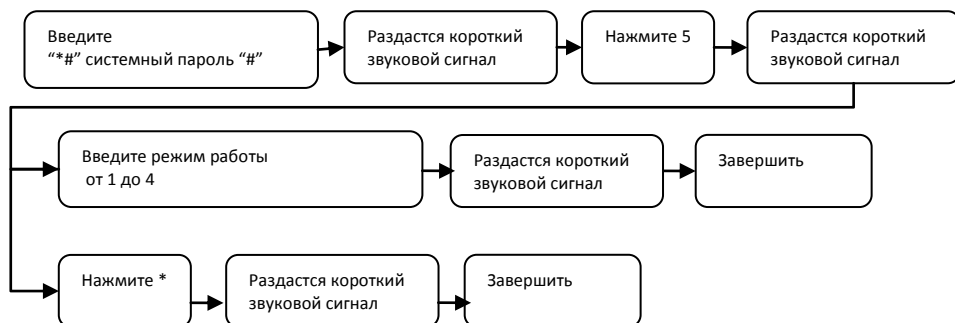 Введите
“*#” системный пароль “#”
Раздастся короткий
звуковой сигнал
Нажмите 5
Раздастся короткий
звуковой сигнал
Введите режим работы
от 1 до 4
Раздастся короткий
звуковой сигнал
Завершить
Нажмите *
Раздастся короткий
звуковой сигнал
Завершить